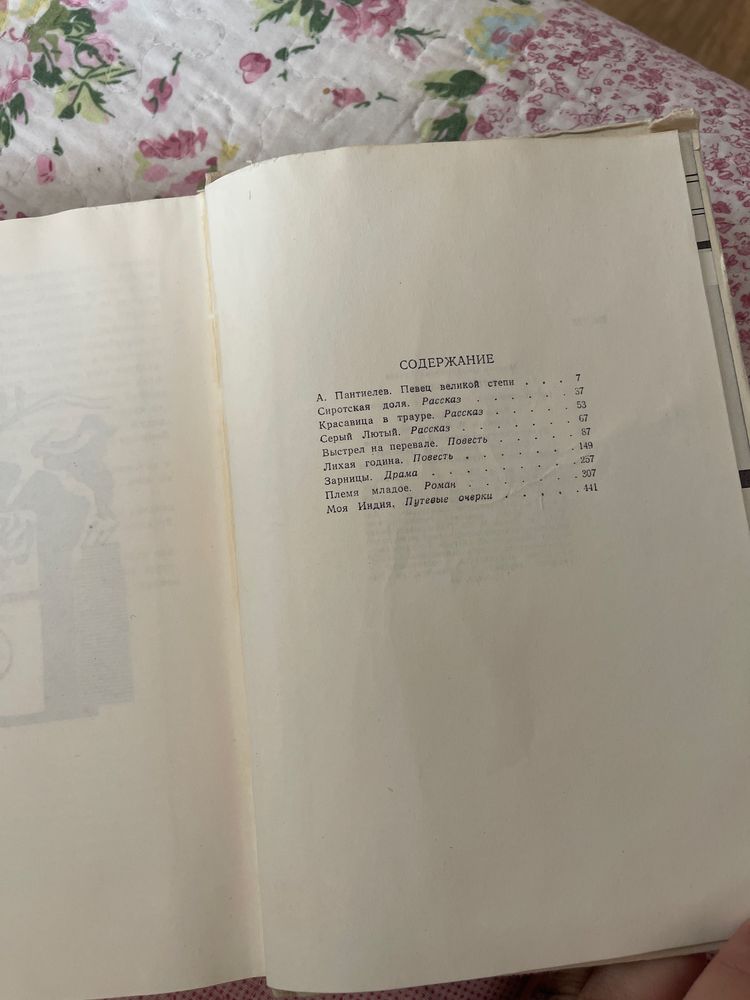 СОДЕРЖАНИЕ
А. Пантиелев. Певец великой степи . . . 7
Сиротская доля. Рассказ . . . . . . 37
Красавица в трауре. Рассказ . . . . . 53
Серый Лютый. Рассказ . . . . . . 67
Выстрел на перевале. Повесть . . . . 87
Лихая година. Повесть . . . . . . 149
Зарницы. Драма . . . . . . . 257
Племя младое. Роман . . . . . . 307
Моя Индия, Путевые очерки . . . . . 441